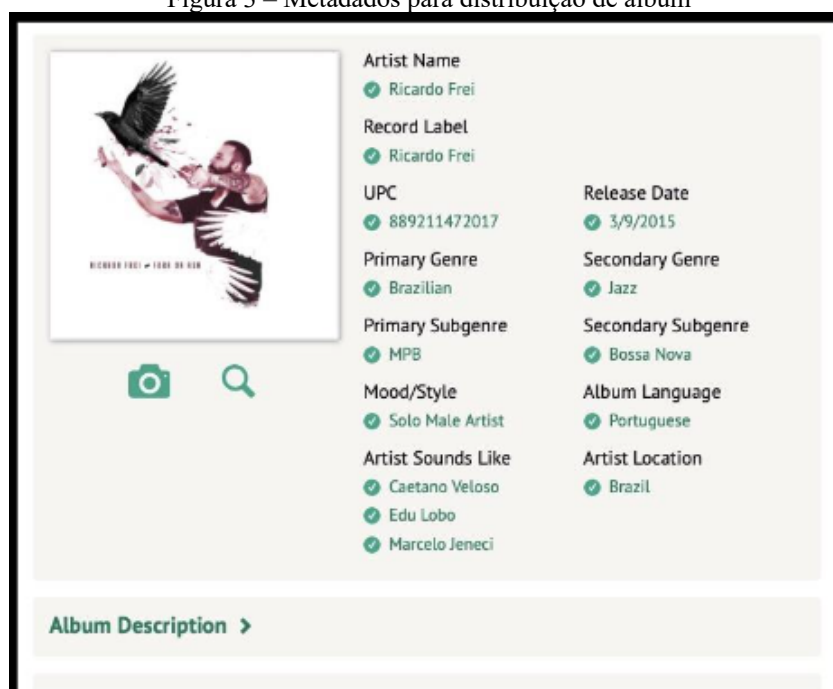 Figura 3 – Metadados para distribuição de álbum
Artist Name
Ricardo Frei
Record Label
Ricardo Frei
UPC
889211472017
Release Date
3/9/2015
Primary Genre
Brazilian
Secondary Genre
Jazz
Primary Subgenre
MPB
Secondary Subgenre
Bossa Nova
Mood/Style
Solo Male Artist
Album Language
Portuguese
Artist Sounds Like
Caetano Veloso
Edu Lobo
Marcelo Jeneci
Artist Location
Brazil
RICARDO FREI
Album Description >